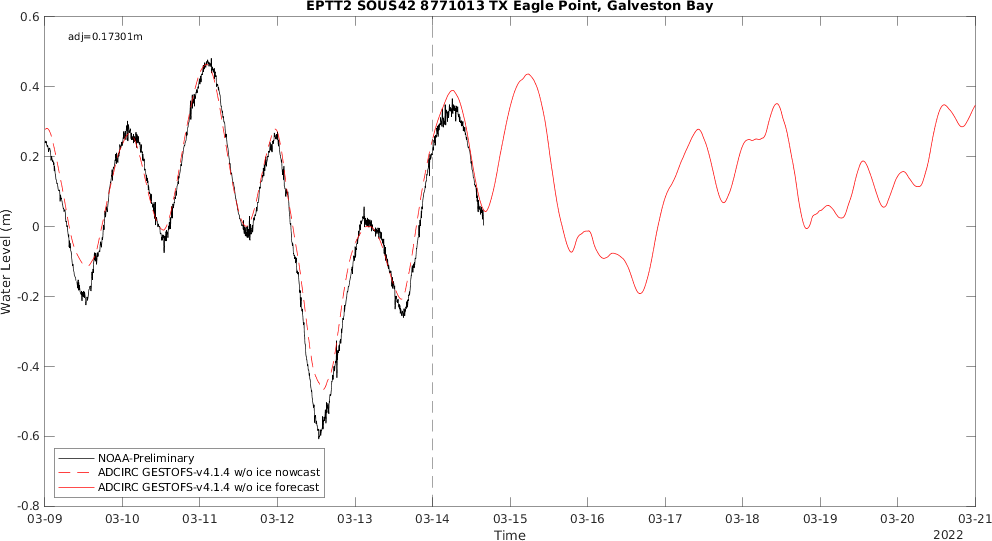 EPTT2 SOUS42 8771013 TX Eagle Point, Galveston Bay
adj=0.17301m
0.6
0.4
0.2
0
-0.2
-0.4
-0.6
-0.8
Water Level (m)
NOAA-Preliminary
ADCIRC GESTOFS-v4.1.4 w/o ice nowcast
ADCIRC GESTOFS-v4.1.4 w/o ice forecast
03-09 03-10 03-11 03-12 03-13 03-14 03-15 03-16 03-17 03-18 03-19 03-20 03-21
Time
2022